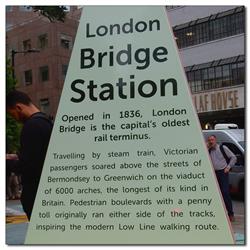 London
Bridge
Station
Opened in 1836, London
Bridge is the capital's oldest
rail terminus.
Travelling by steam train, Victorian
passengers soared above the streets of
Bermondsey to Greenwich on the viaduct
of 6000 arches, the longest of its kind in
Britain. Pedestrian boulevards with a penny
toll originally ran either side of the tracks,
inspiring the modern Low Line walking route.
LAF HOUSE